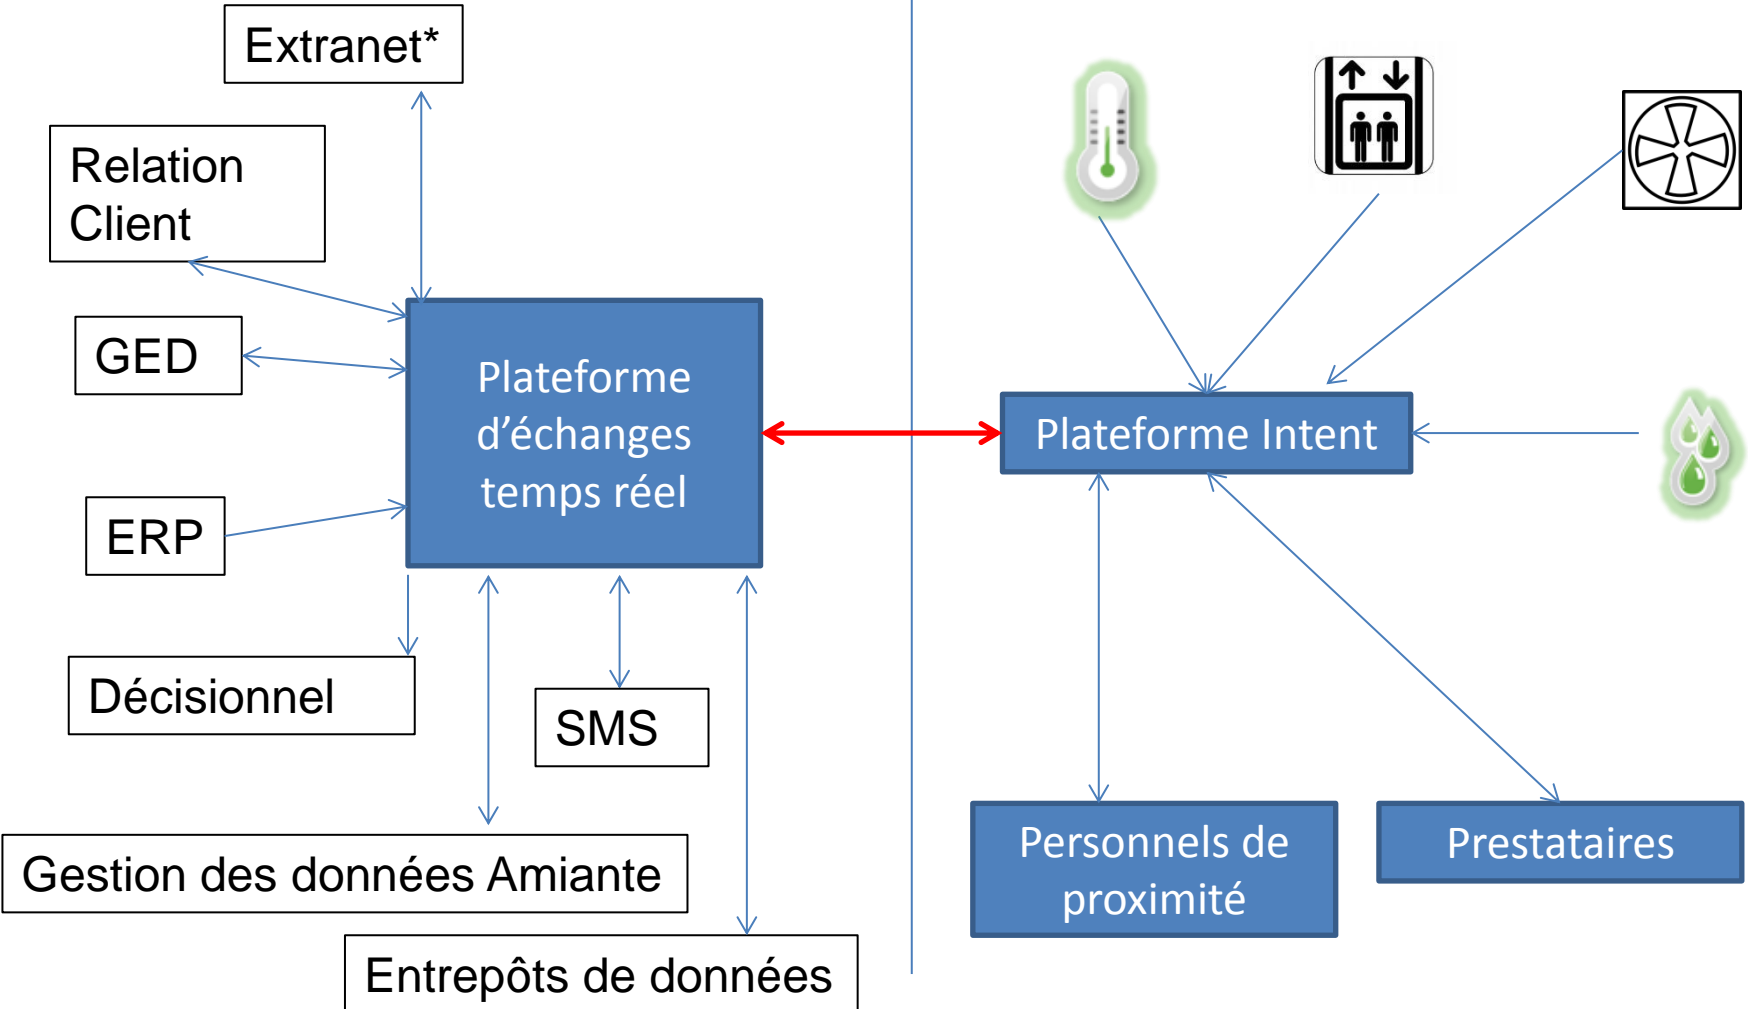 Extranet*
Relation
Client
GED
ERP
Décisionnel
Plateforme
d’échanges
temps réel
SMS
Gestion des données Amiante
Entrepôts de données
Plateforme Intent
Personnels de
proximité
Prestataires